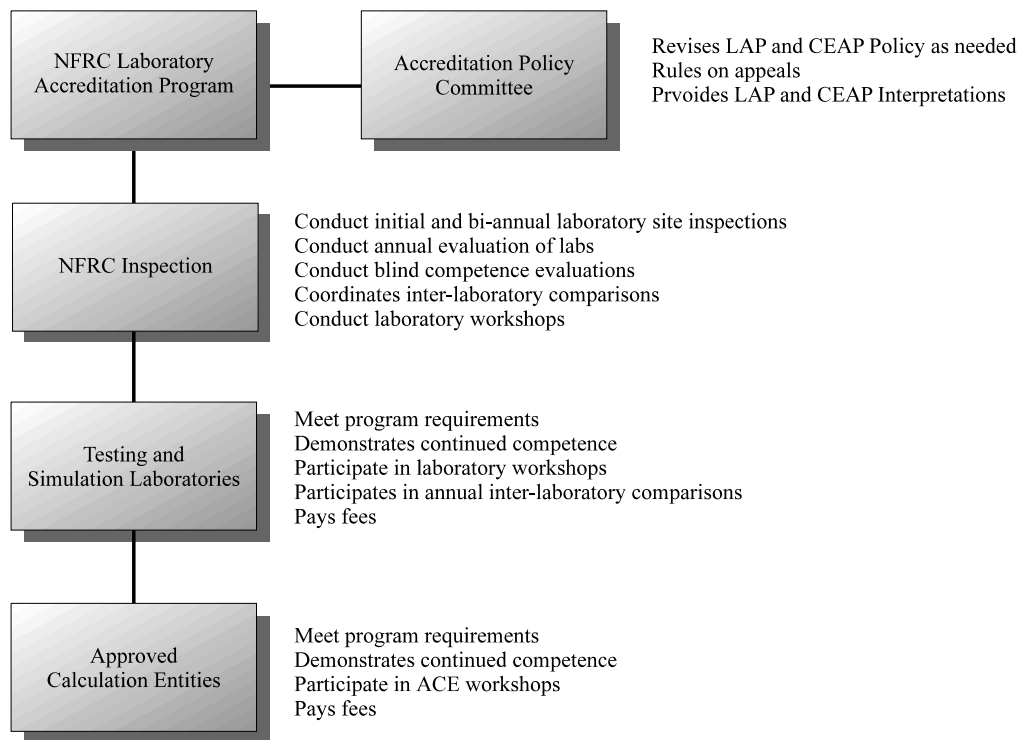 NFRC Laboratory
Accreditation Program
Accreditation Policy
Committee
Revises LAP and CEAP Policy as needed
Rules on appeals
Prvoides LAP and CEAP Interpretations
NFRC Inspection
Conduct initial and bi-annual laboratory site inspections
Conduct annual evaluation of labs
Conduct blind competence evaluations
Coordinates inter-laboratory comparisons
Conduct laboratory workshops
Testing and
Simulation Laboratories
Meet program requirements
Demonstrates continued competence
Participate in laboratory workshops
Participates in annual inter-laboratory comparisons
Pays fees
Approved
Calculation Entities
Meet program requirements
Demonstrates continued competence
Participate in ACE workshops
Pays fees